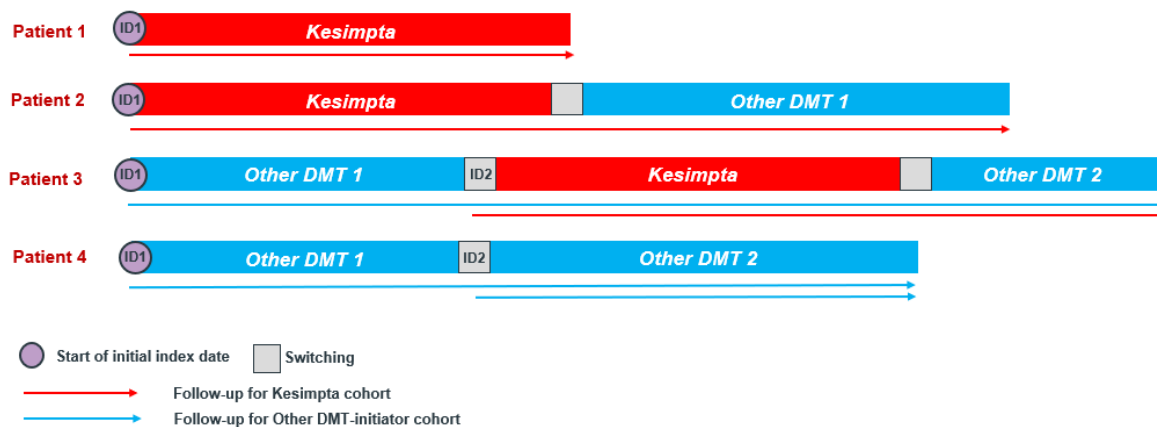 Patient 1 ID1 Kesimpta
Patient 2 ID1 Kesimpta Other DMT 1
Patient 3 ID1 Other DMT 1 ID2 Kesimpta Other DMT 2
Patient 4 ID1 Other DMT 1 ID2 Other DMT 2
Start of initial index date Switching
Follow-up for Kesimpta cohort
Follow-up for Other DMT-initiator cohort